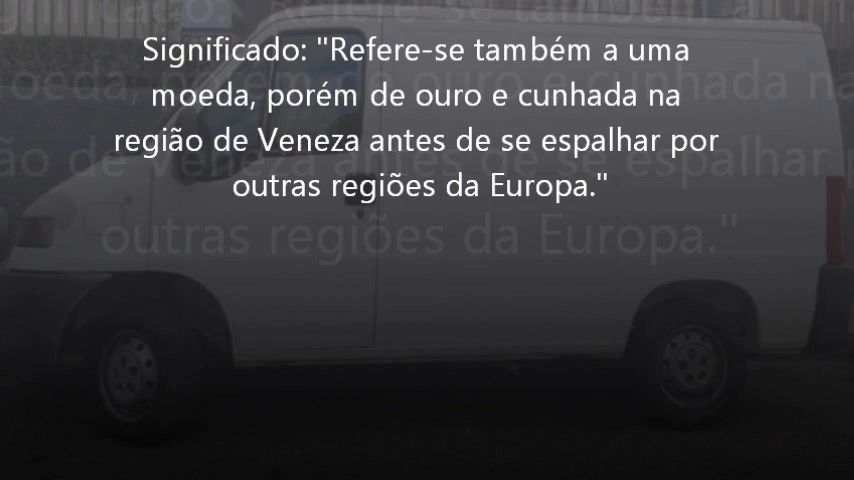 Significado: "Refere-se também a uma
moeda, porém de ouro e cunhada na
região de Veneza antes de se espalhar por
outras regiões da Europa."